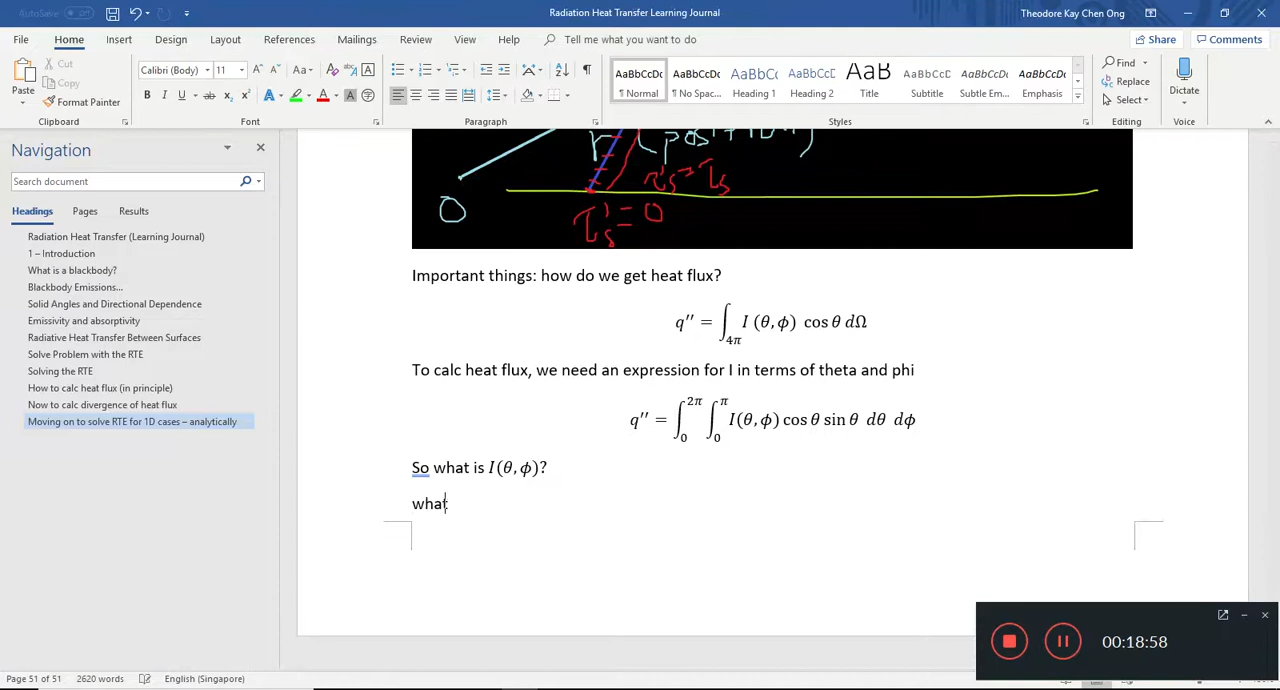 AutoSave Off
Radiation Heat Transfer Learning Journal
Theodore Kay Chen Ong
File Home Insert Design Layout References Mailings Review View Help Tell me what you want to do
Share Comments
Paste
Cut
Copy
Format Painter
Clipboard
Calibri (Body) 11
Font
Paragraph
AaBbCcDc AaBbCcDc AaBbCc AaBbCcC AaB AaBbCcD AaBbCcDc AaBbCcDc
¶ Normal ¶ No Spac... Heading 1 Heading 2 Title Subtitle Subtle Em... Emphasis
Styles
Find
Replace
Select
Editing
Dictate
Voice
Navigation
Search document
Headings Pages Results
Radiation Heat Transfer (Learning Journal)
1 – Introduction
What is a blackbody?
Blackbody Emissions...
Solid Angles and Directional Dependence
Emissivity and absorptivity
Radiative Heat Transfer Between Surfaces
Solve Problem with the RTE
Solving the RTE
How to calc heat flux (in principle)
Now to calc divergence of heat flux
Moving on to solve RTE for 1D cases – analytically
r (position)
τ's = τs
0
τ's = 0
Important things: how do we get heat flux?
q′′ = ∫4π I (θ, ϕ) cos θ dΩ
To calc heat flux, we need an expression for I in terms of theta and phi
q′′ = ∫0 2π ∫0 π I(θ, ϕ) cos θ sin θ dθ dϕ
So what is I(θ, ϕ)?
what
00:18:58
Page 51 of 51 2620 words English (Singapore)